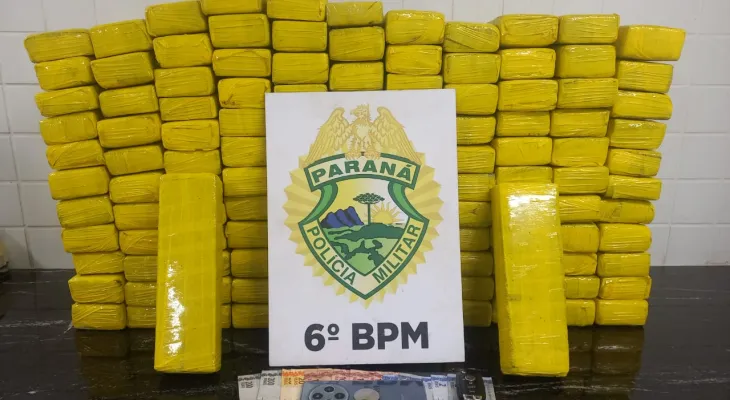 PARANÁ
POLÍCIA MILITAR
6º BPM